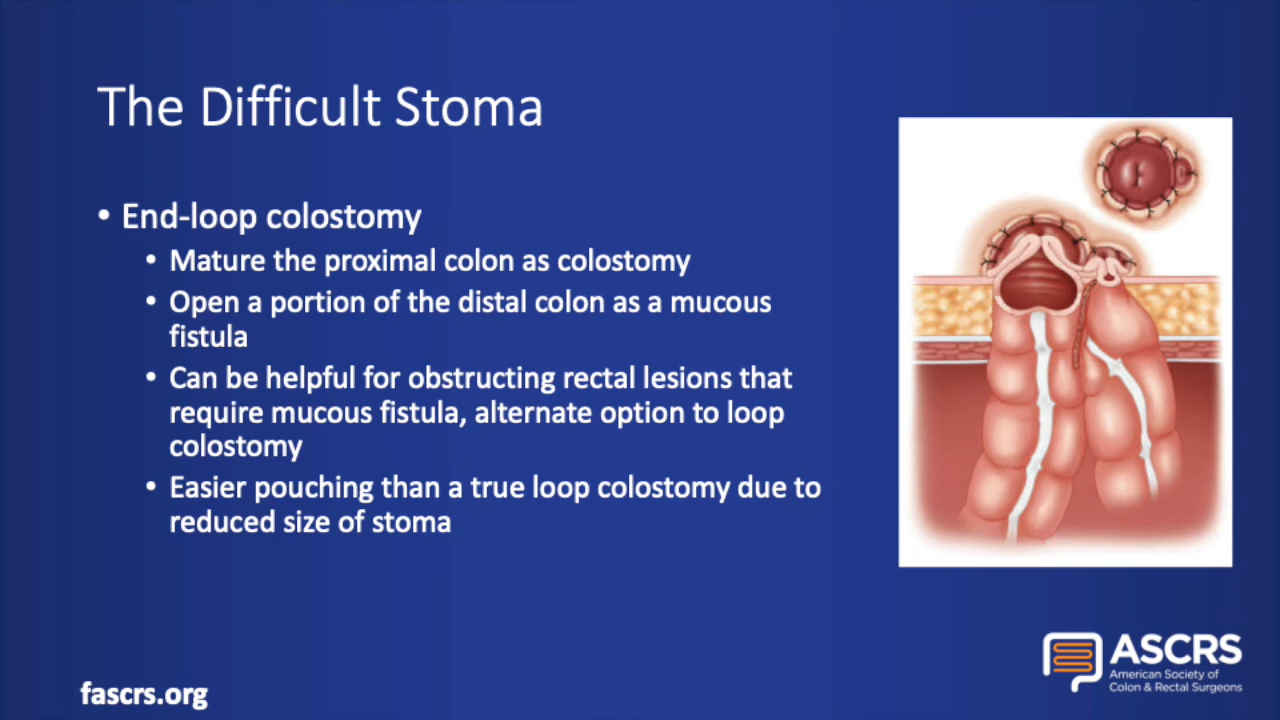 The Difficult Stoma
• End-loop colostomy
• Mature the proximal colon as colostomy
• Open a portion of the distal colon as a mucous
fistula
• Can be helpful for obstructing rectal lesions that
require mucous fistula, alternate option to loop
colostomy
• Easier pouching than a true loop colostomy due to
reduced size of stoma
ASCRS
American Society of
Colon & Rectal Surgeons
fascrs.org